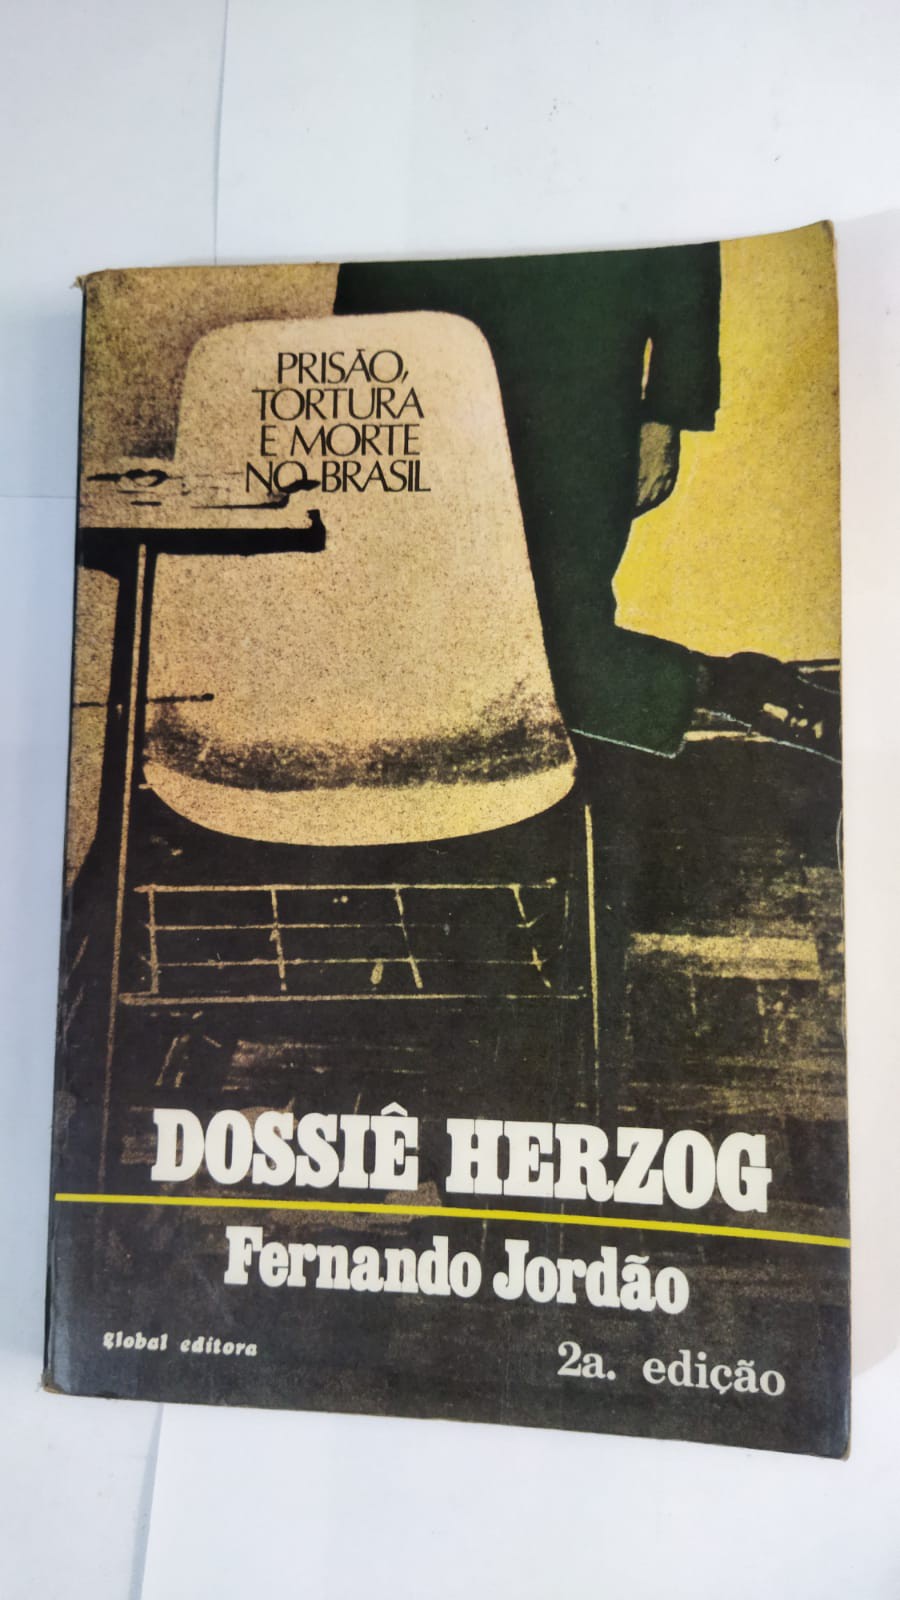 PRISÃO,
TORTURA
E MORTE
NO BRASIL
DOSSIÊ HERZOG
Fernando Jordão
global editora
2a. edição